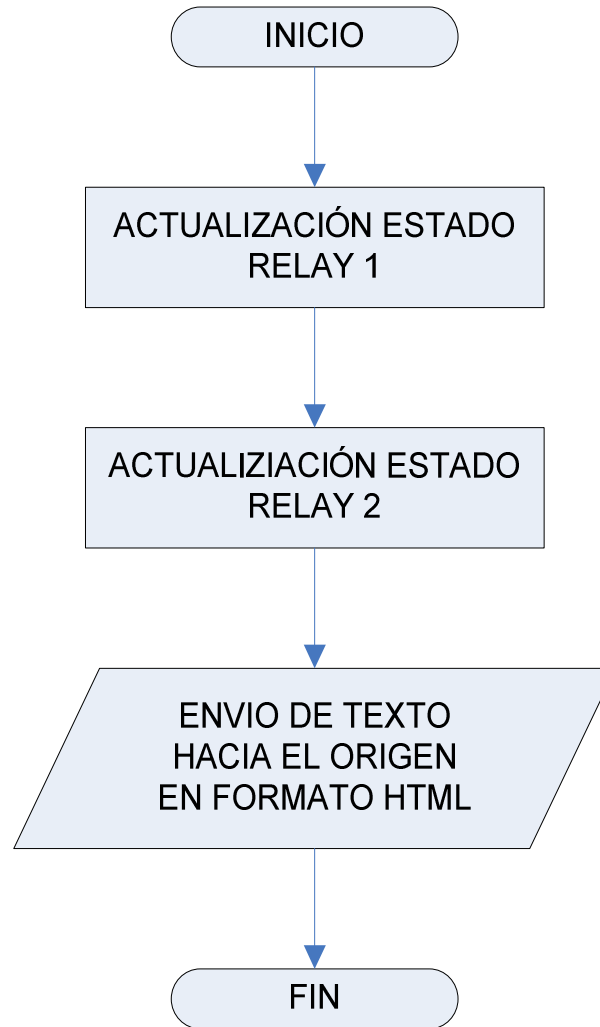 INICIO
ACTUALIZACIÓN ESTADO
RELAY 1
ACTUALIZIACIÓN ESTADO
RELAY 2
ENVIO DE TEXTO
HACIA EL ORIGEN
EN FORMATO HTML
FIN